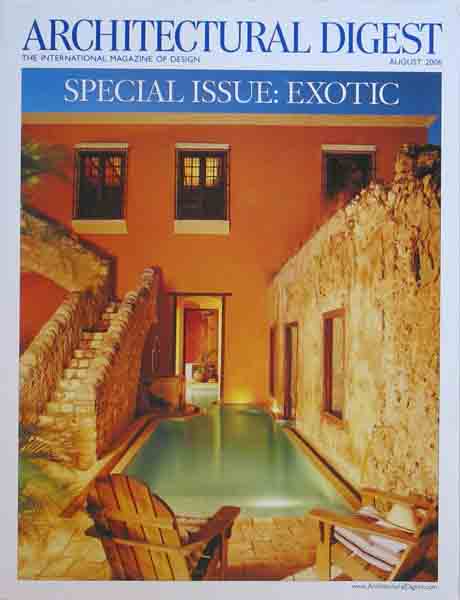 ARCHITECTURAL DIGEST
THE INTERNATIONAL MAGAZINE OF DESIGN
AUGUST 2006
SPECIAL ISSUE: EXOTIC
www.ArchitecturalDigest.com